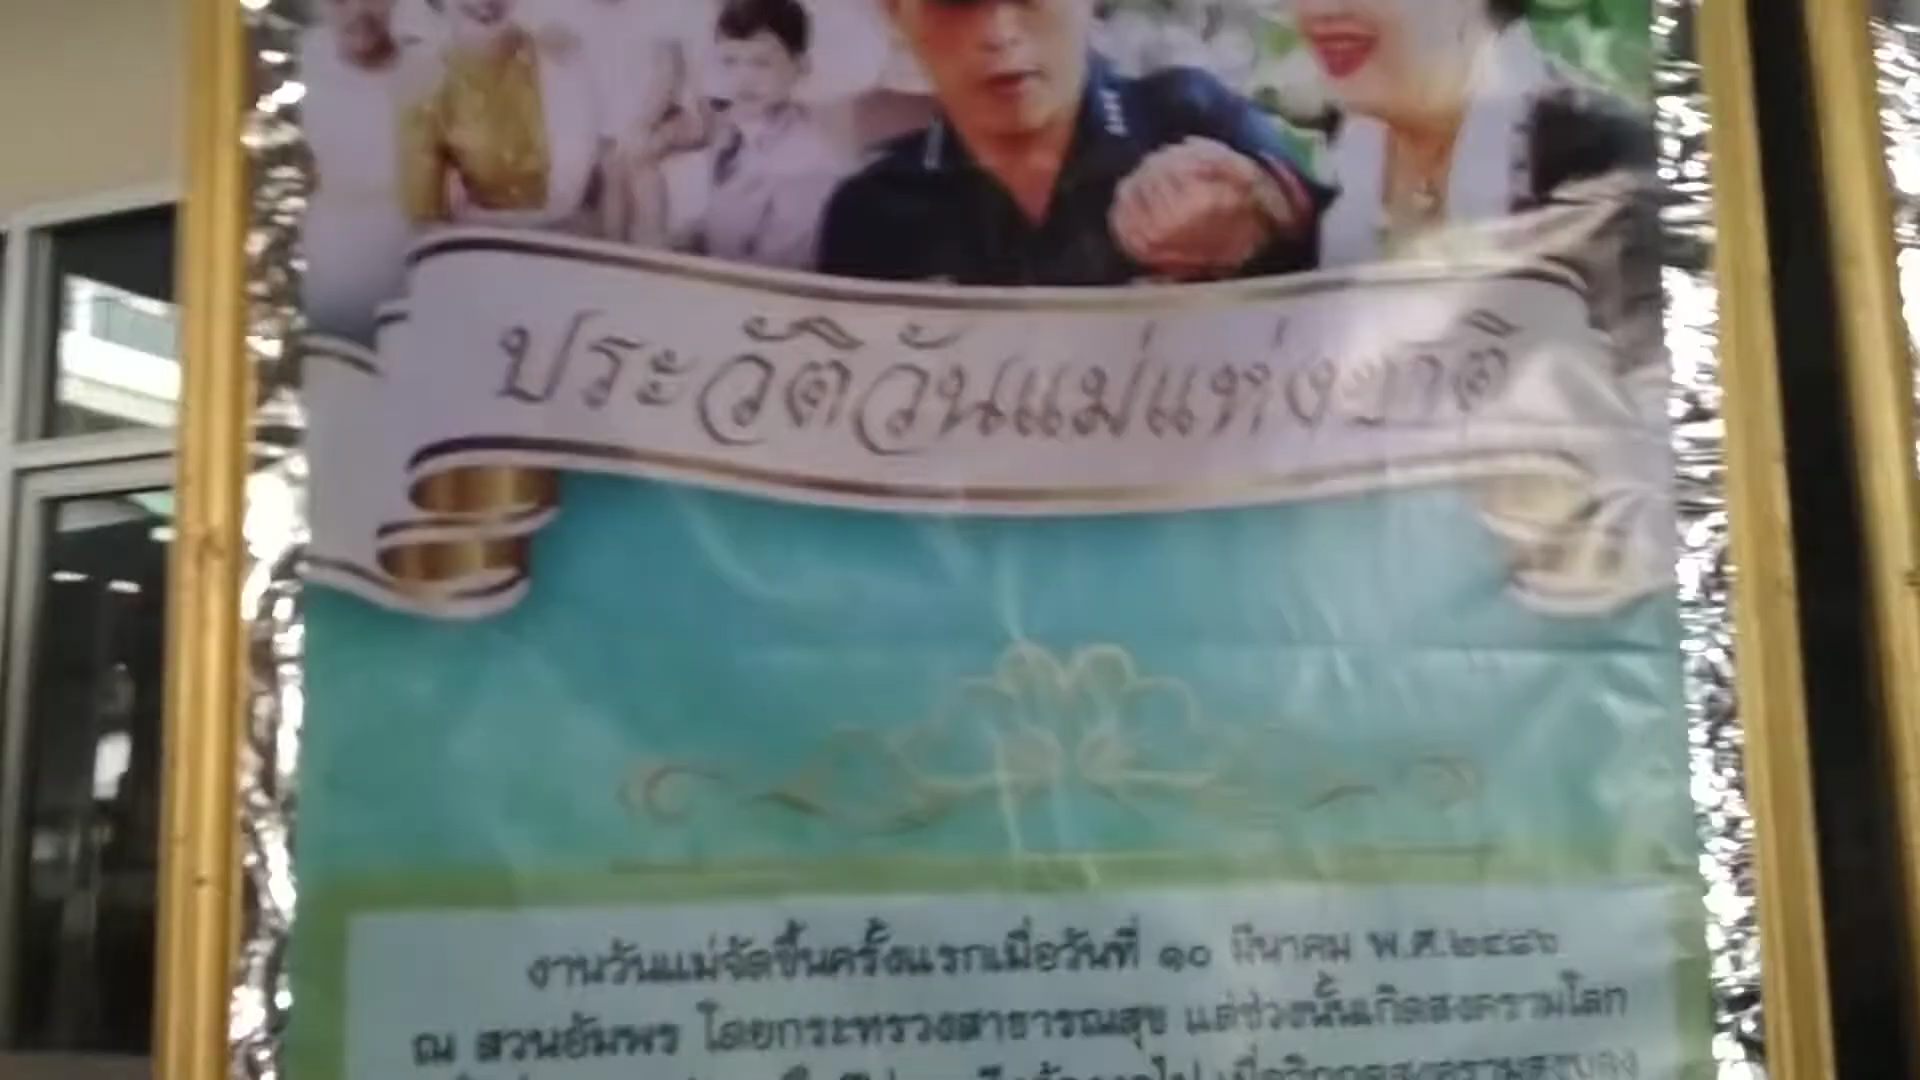 ประวัติวันแม่แห่งชาติ
งานวันแม่จัดขึ้นครั้งแรกเมื่อวันที่ ๑๐ มีนาคม พ.ศ.๒๔๘๖
ณ สวนอัมพร โดยกระทรวงสาธารณสุข แต่ช่วงนั้นเกิดสงครามโลก